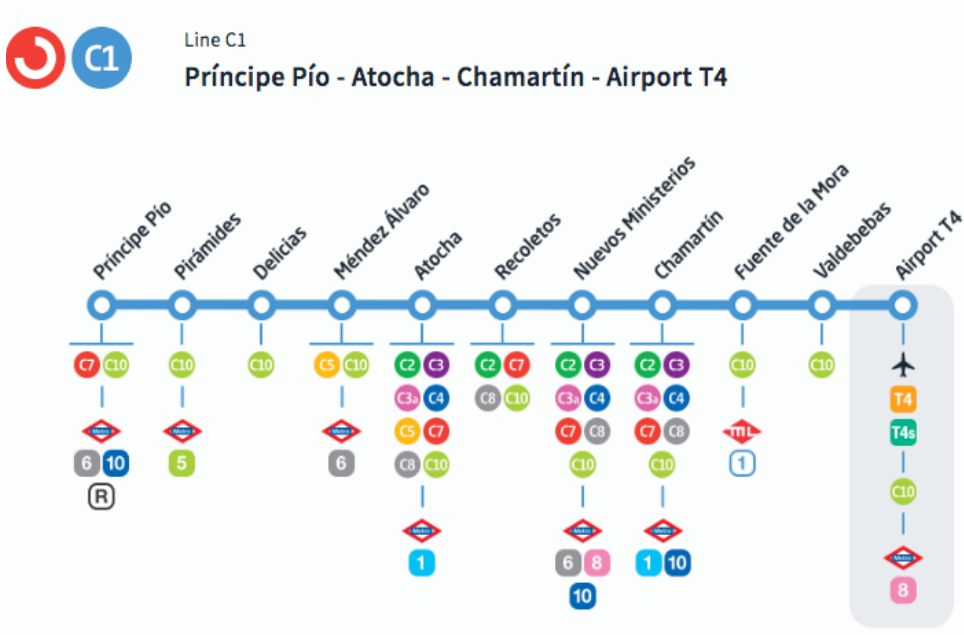 C1
Line C1
Príncipe Pío - Atocha - Chamartín - Airport T4
Príncipe Pío
Pirámides
Delicias
Méndez Álvaro
Atocha
Recoletos
Nuevos Ministerios
Chamartín
Fuente de la Mora
Valdebebas
Airport T4
C7 C10
Metro
6 10
R
C10
Metro
5
C10
C5 C10
Metro
6
C2 C3
C3a C4
C5 C7
C8 C10
Metro
1
C2 C7
C8 C10
C2 C3
C3a C4
C7 C8
C10
Metro
6 8
10
C2 C3
C3a C4
C7 C8
C10
Metro
1 10
C10
ML
1
C10
T4
T4s
C10
Metro
8